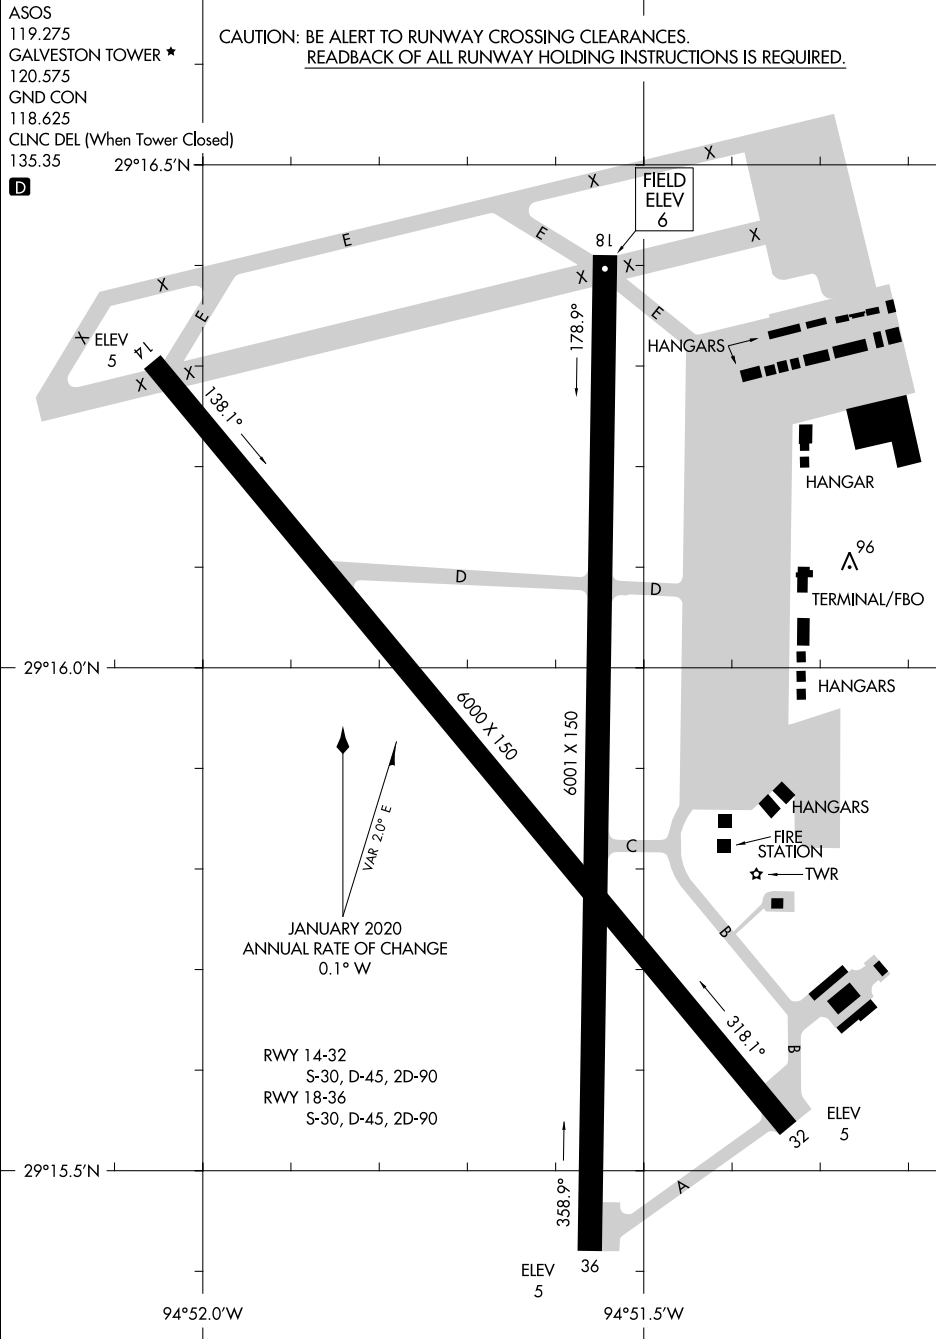 ASOS
119.275
GALVESTON TOWER ★
120.575
GND CON
118.625
CLNC DEL (When Tower Closed)
135.35
D
CAUTION: BE ALERT TO RUNWAY CROSSING CLEARANCES.
READBACK OF ALL RUNWAY HOLDING INSTRUCTIONS IS REQUIRED.
29°16.5'N
X
X
FIELD
ELEV
6
E
E
18
X
X
X
X
E
E
X
ELEV
5
14
X
X
178.9°
HANGARS
138.1°
HANGAR
96
D
D
TERMINAL/FBO
29°16.0'N
HANGARS
6000 X 150
6001 X 150
VAR 2.0° E
HANGARS
FIRE
STATION
C
TWR
JANUARY 2020
ANNUAL RATE OF CHANGE
0.1° W
B
318.1°
B
RWY 14-32
S-30, D-45, 2D-90
RWY 18-36
S-30, D-45, 2D-90
ELEV
5
32
29°15.5'N
A
358.9°
36
ELEV
5
94°52.0'W
94°51.5'W